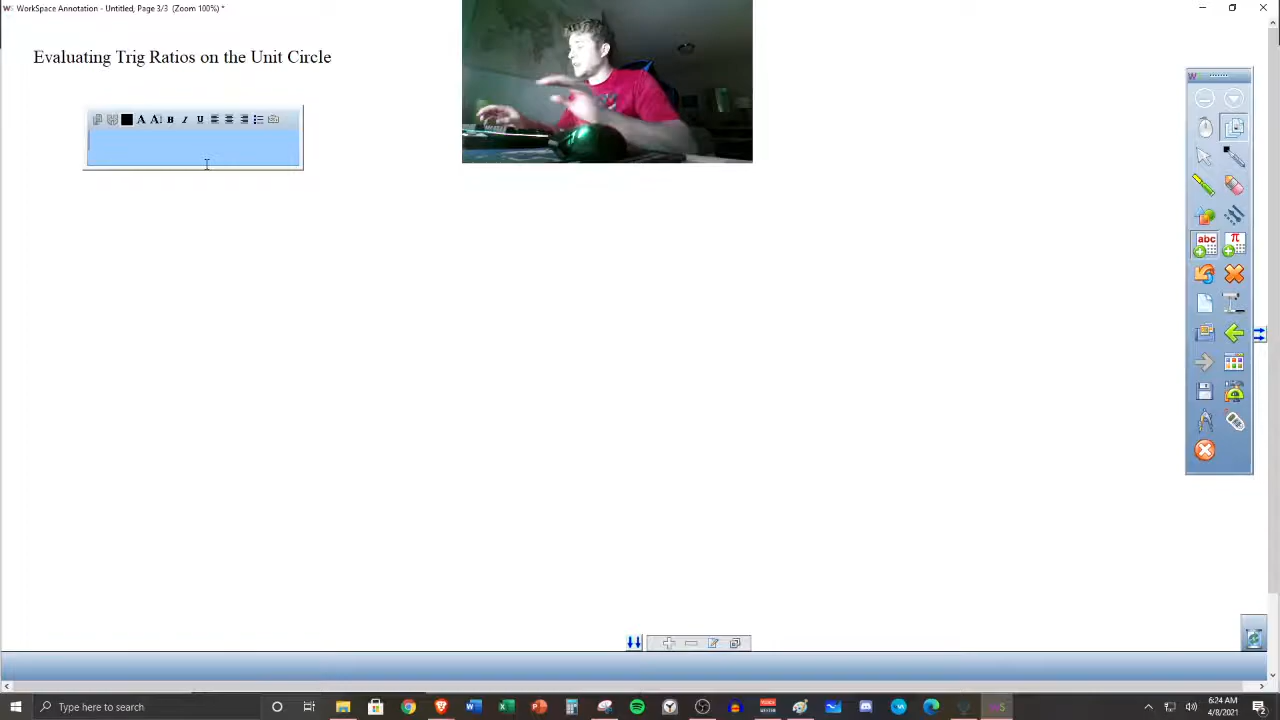 WorkSpace Annotation - Untitled, Page 3/3 (Zoom 100%) *
Evaluating Trig Ratios on the Unit Circle
A A B I U
abc π
Type here to search
6:24 AM
4/8/2021